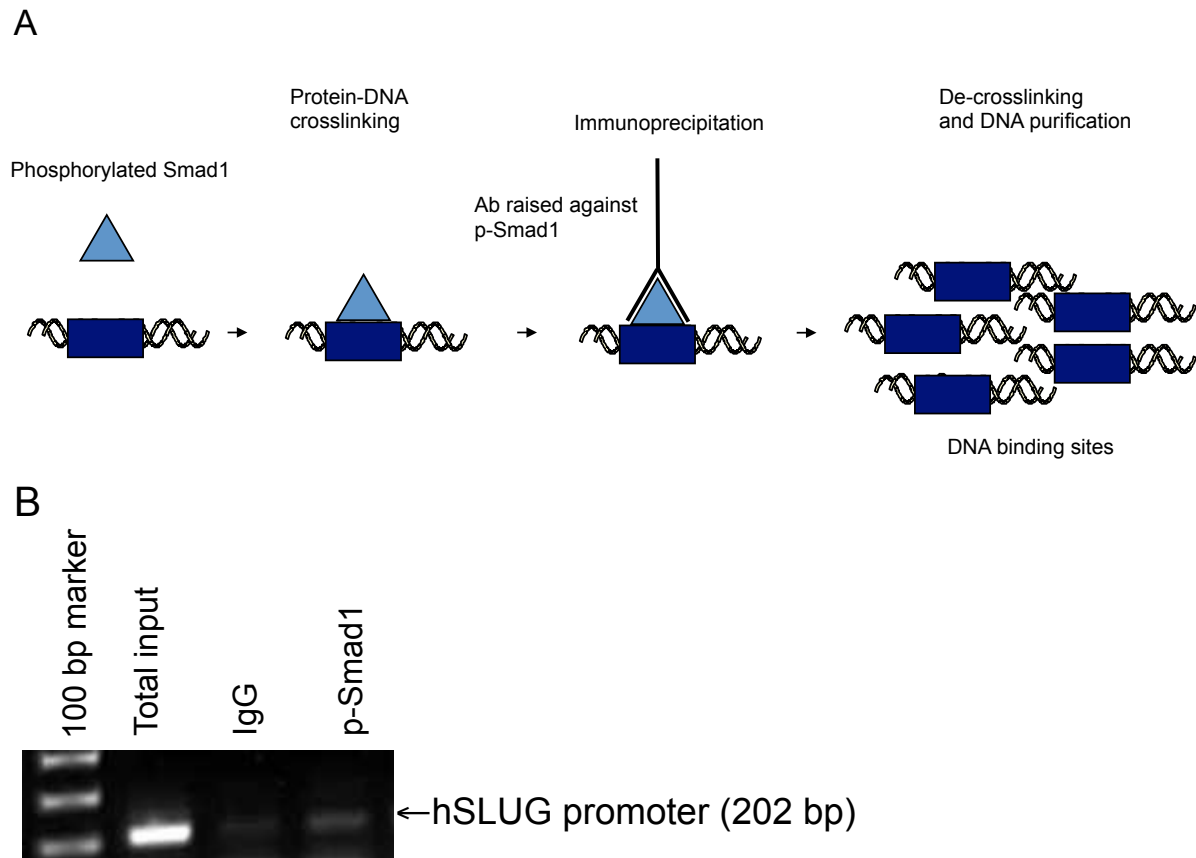 A
Phosphorylated Smad1
Protein-DNA
crosslinking
Immunoprecipitation
Ab raised against
p-Smad1
De-crosslinking
and DNA purification
DNA binding sites
B
100 bp marker
Total input
IgG
p-Smad1
hSLUG promoter (202 bp)